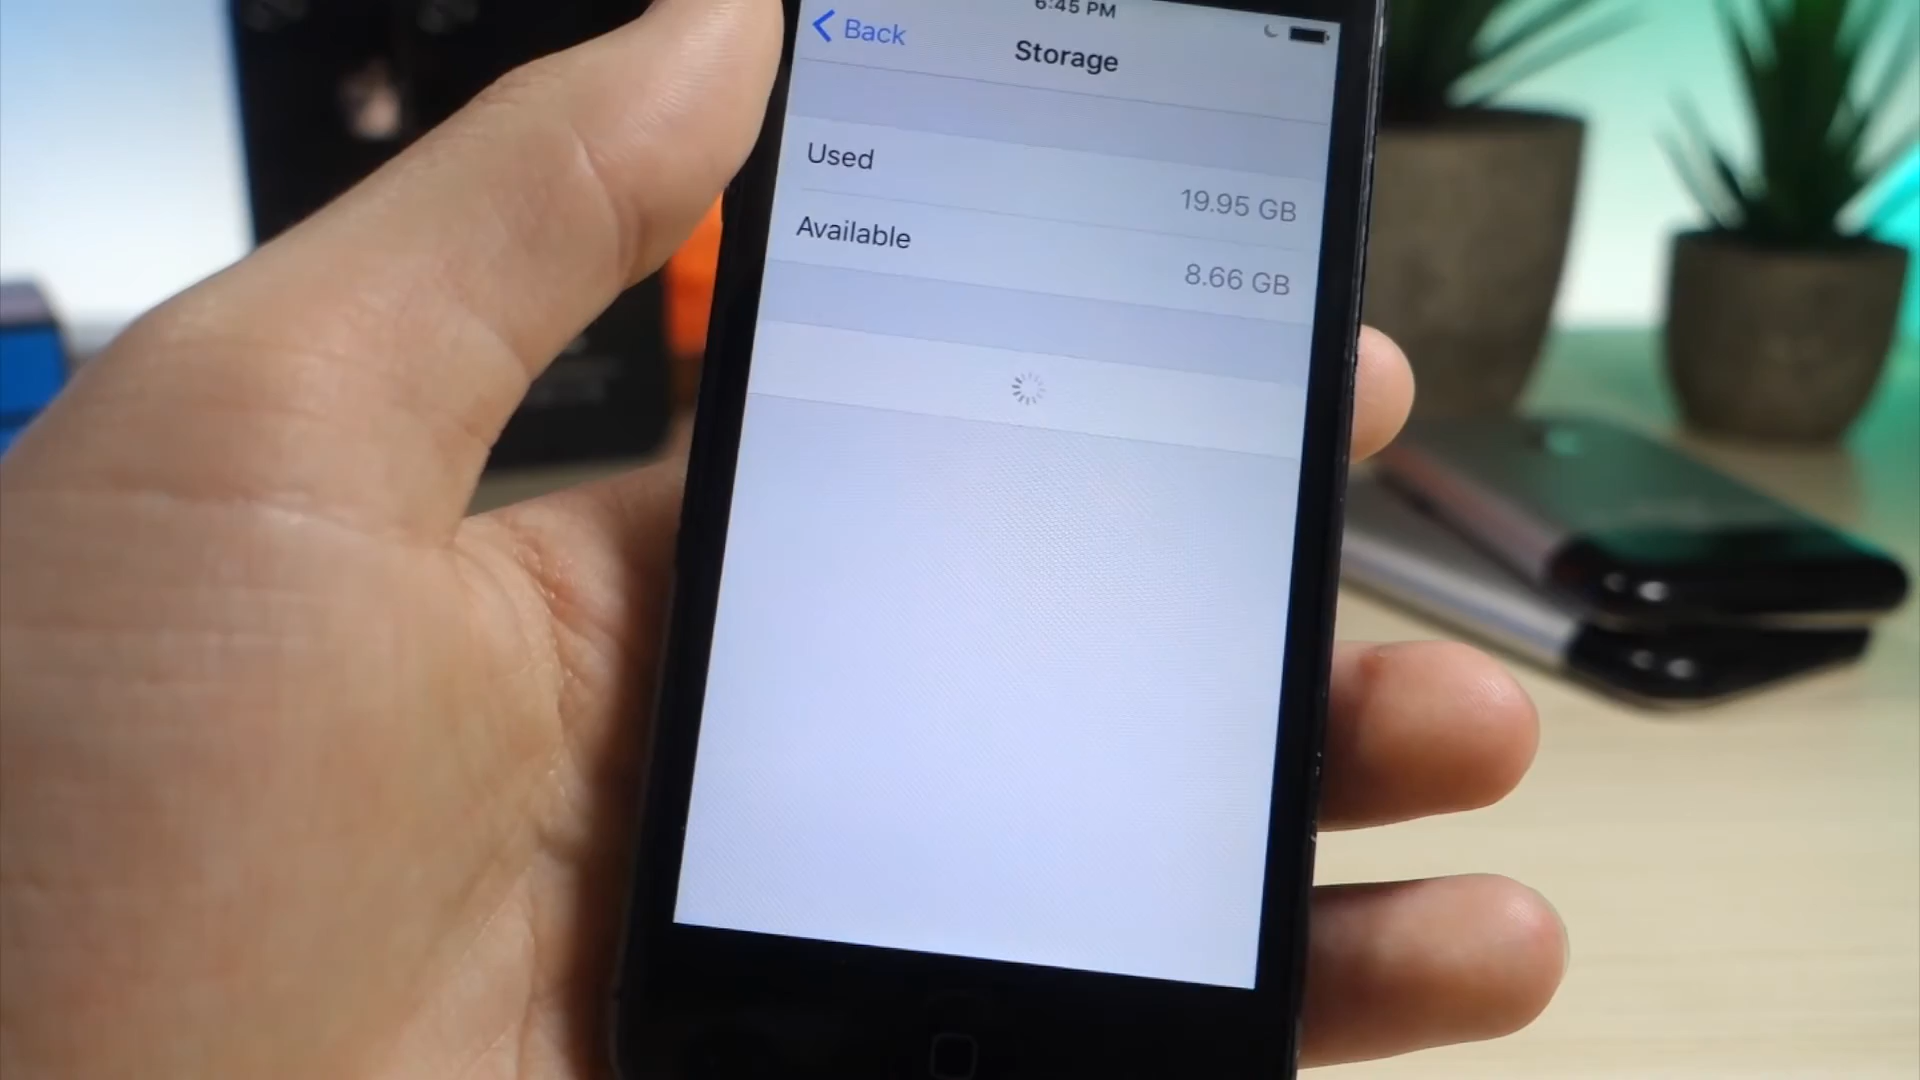 6:45 PM
Back
Storage
Used
19.95 GB
Available
8.66 GB